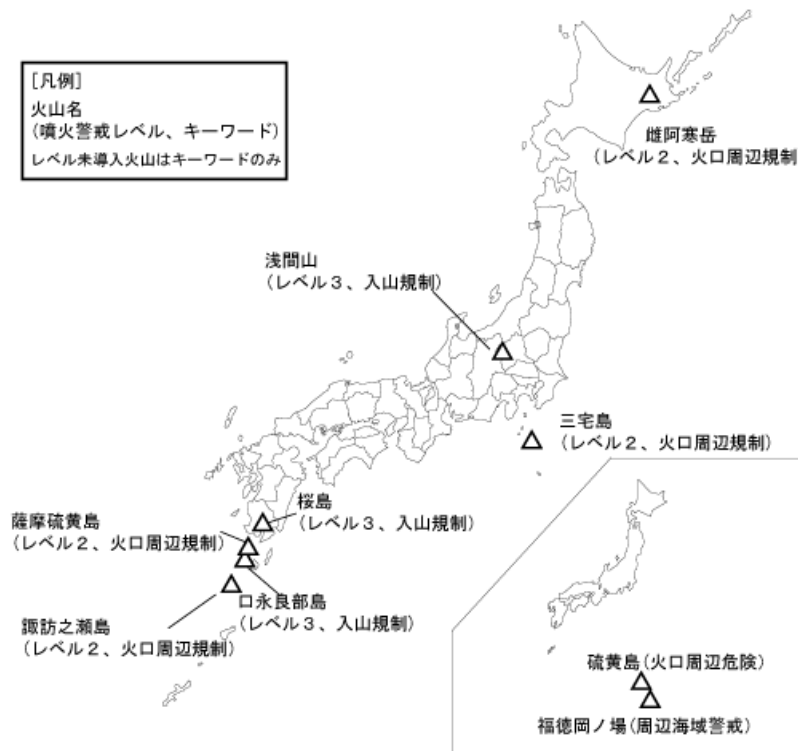 [凡例]
火山名
(噴火警戒レベル、キーワード)
レベル未導入火山はキーワードのみ
雌阿寒岳
(レベル2、火口周辺規制
浅間山
(レベル3、入山規制)
三宅島
(レベル2、火口周辺規制)
桜島
(レベル3、入山規制)
薩摩硫黄島
(レベル2、火口周辺規制)
口永良部島
(レベル3、入山規制)
諏訪之瀬島
(レベル2、火口周辺規制)
硫黄島(火口周辺危険)
福徳岡ノ場(周辺海域警戒)